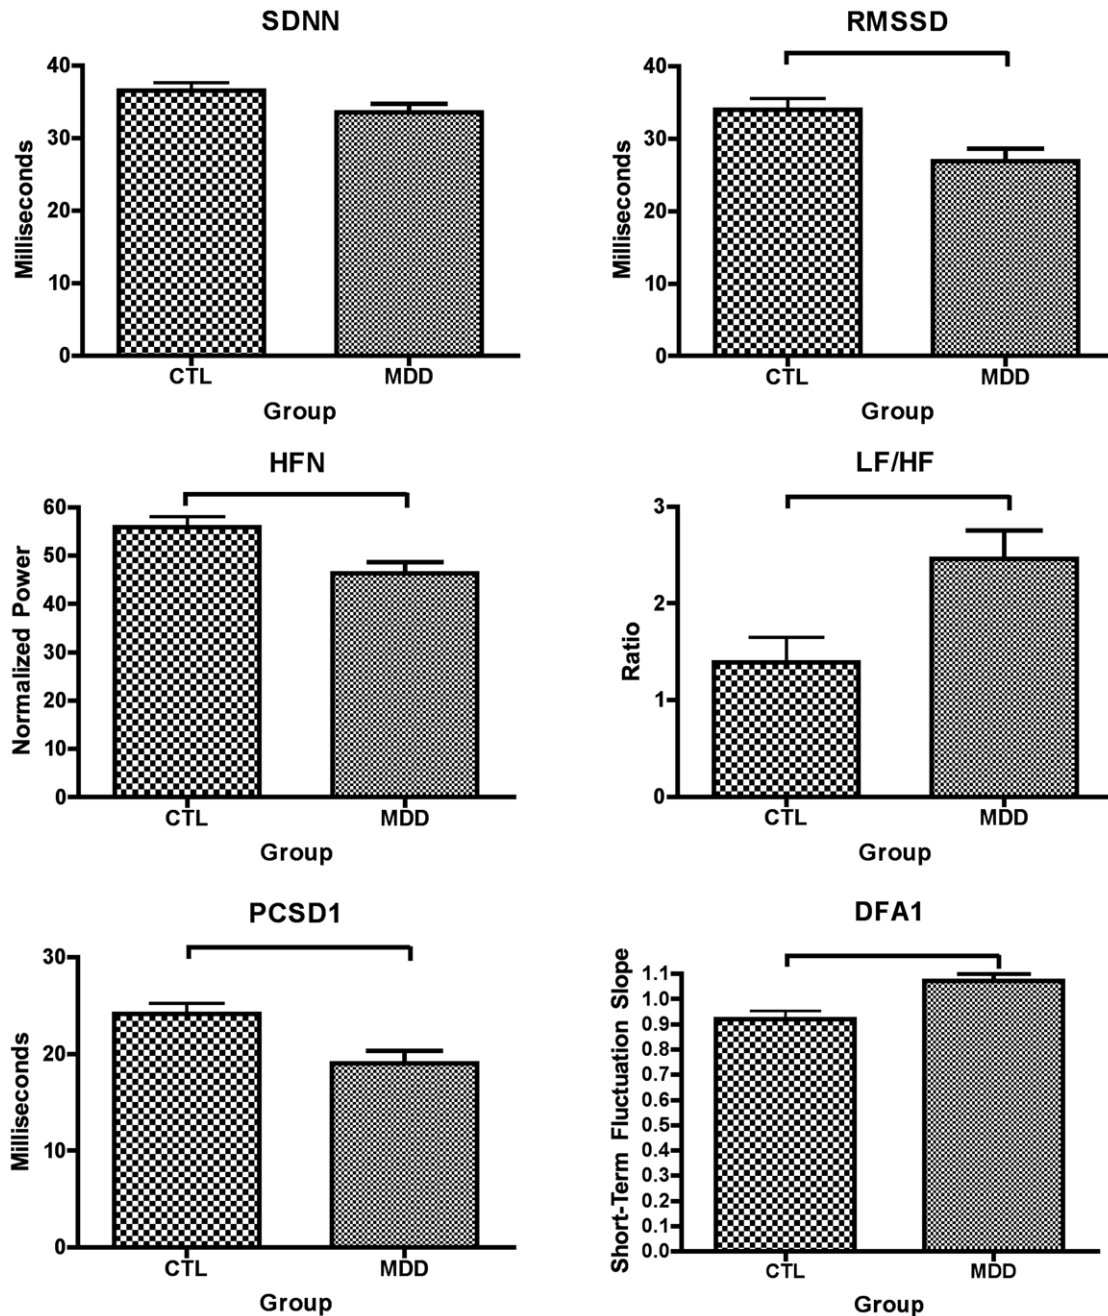 SDNN
Milliseconds
40
30
20
10
0
CTL MDD
Group
RMSSD
Milliseconds
40
30
20
10
0
CTL MDD
Group
HFN
Normalized Power
60
50
40
30
20
10
0
CTL MDD
Group
LF/HF
Ratio
3
2
1
0
CTL MDD
Group
PCSD1
Milliseconds
30
20
10
0
CTL MDD
Group
DFA1
Short-Term Fluctuation Slope
1.1
1.0
0.9
0.8
0.7
0.6
0.5
0.4
0.3
0.2
0.1
0.0
CTL MDD
Group